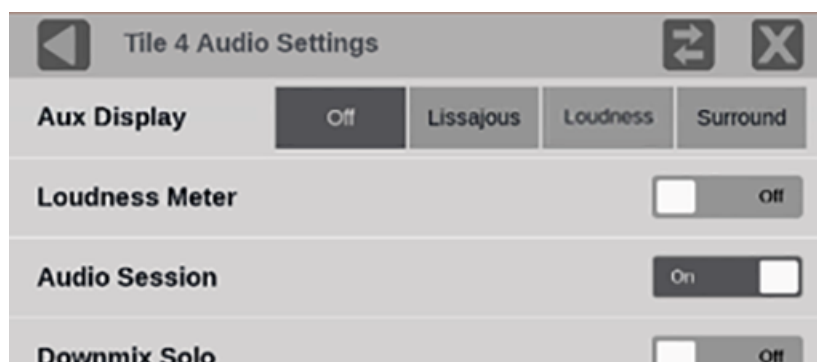 Tile 4 Audio Settings
Aux Display Off Lissajous Loudness Surround
Loudness Meter Off
Audio Session On
Downmix Solo Off